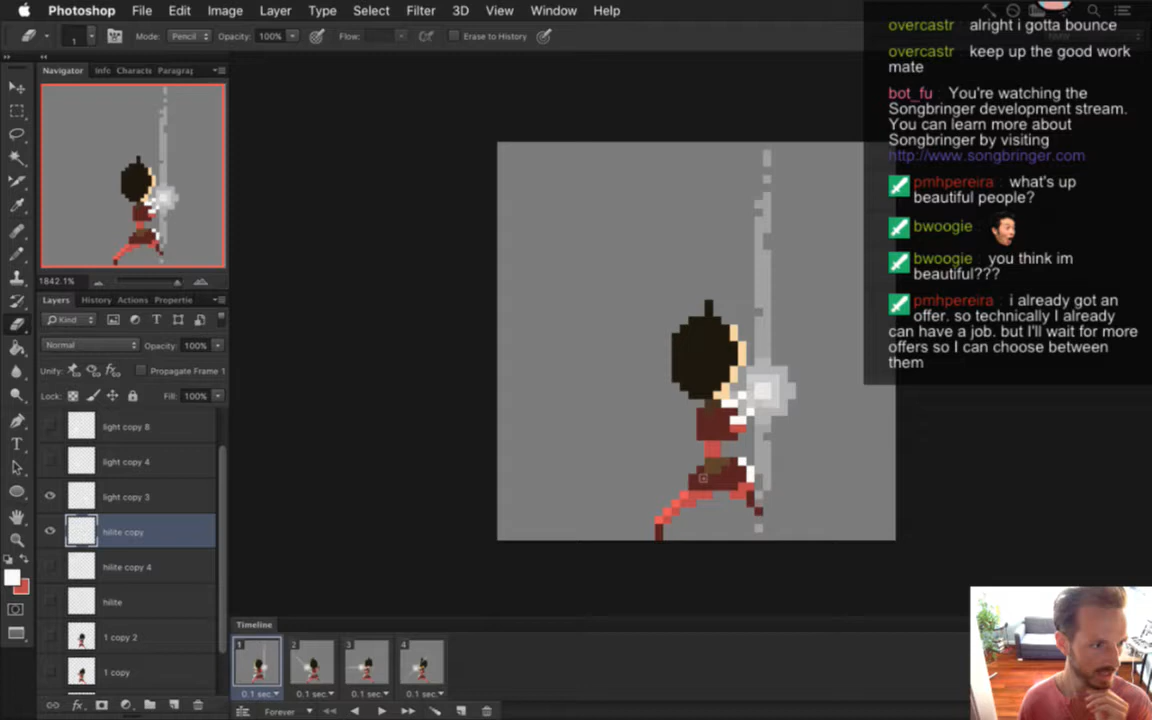 Photoshop File Edit Image Layer Type Select Filter 3D View Window Help
1 Mode: Pencil Opacity: 100% Flow: Erase to History
Navigator Info Characte Paragrap
1842.1%
Layers History Actions Propertie
Kind
Normal Opacity: 100%
Unify: Propagate Frame 1
Lock: Fill: 100%
light copy 8
light copy 4
light copy 3
hilite copy
hilite copy 4
hilite
1 copy 2
1 copy
Timeline
1 2 3 4
0.1 sec. 0.1 sec. 0.1 sec. 0.1 sec.
Forever
overcastr alright i gotta bounce
overcastr keep up the good work
mate
bot_fu You're watching the
Songbringer development stream.
You can learn more about
Songbringer by visiting
http://www.songbringer.com
pmhpereira : what's up
beautiful people?
bwoogie :
bwoogie : you think im
beautiful???
pmhpereira : i already got an
offer. so technically I already
can have a job. but I'll wait for more
offers so I can choose between
them